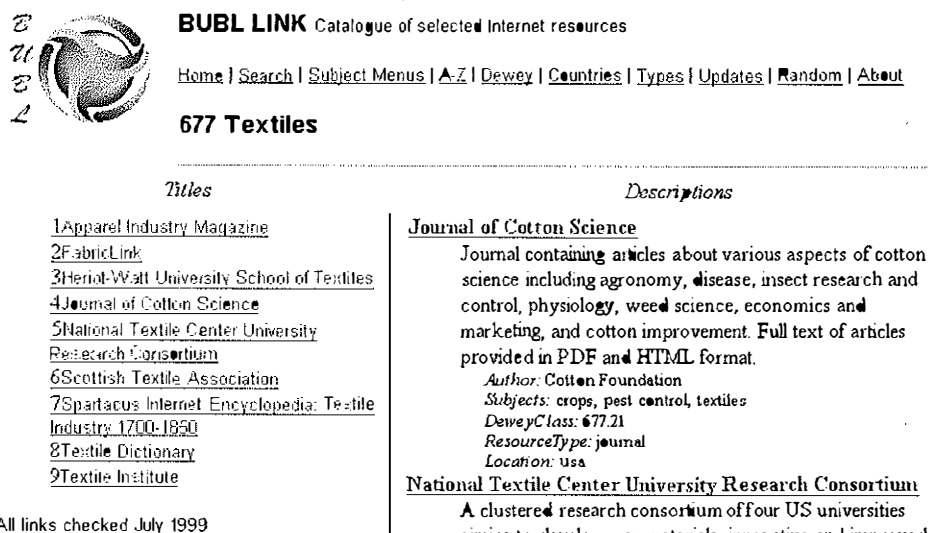 BUBL
BUBL LINK Catalogue of selected Internet resources
Home | Search | Subject Menus | A-Z | Dewey | Countries | Types | Updates | Random | About
677 Textiles
Titles
1Apparel Industry Magazine
2FabricLink
3Heriot-Watt University School of Textiles
4Journal of Cotton Science
5National Textile Center University
Research Consortium
6Scottish Textile Association
7Spartacus Internet Encyclopedia: Textile
Industry 1700-1850
8Textile Dictionary
9Textile Institute
All links checked July 1999
Descriptions
Journal of Cotton Science
Journal containing articles about various aspects of cotton
science including agronomy, disease, insect research and
control, physiology, weed science, economics and
marketing, and cotton improvement. Full text of articles
provided in PDF and HTML format.
Author: Cotton Foundation
Subjects: crops, pest control, textiles
DeweyClass: 677.21
ResourceType: journal
Location: usa
National Textile Center University Research Consortium
A clustered research consortium of four US universities